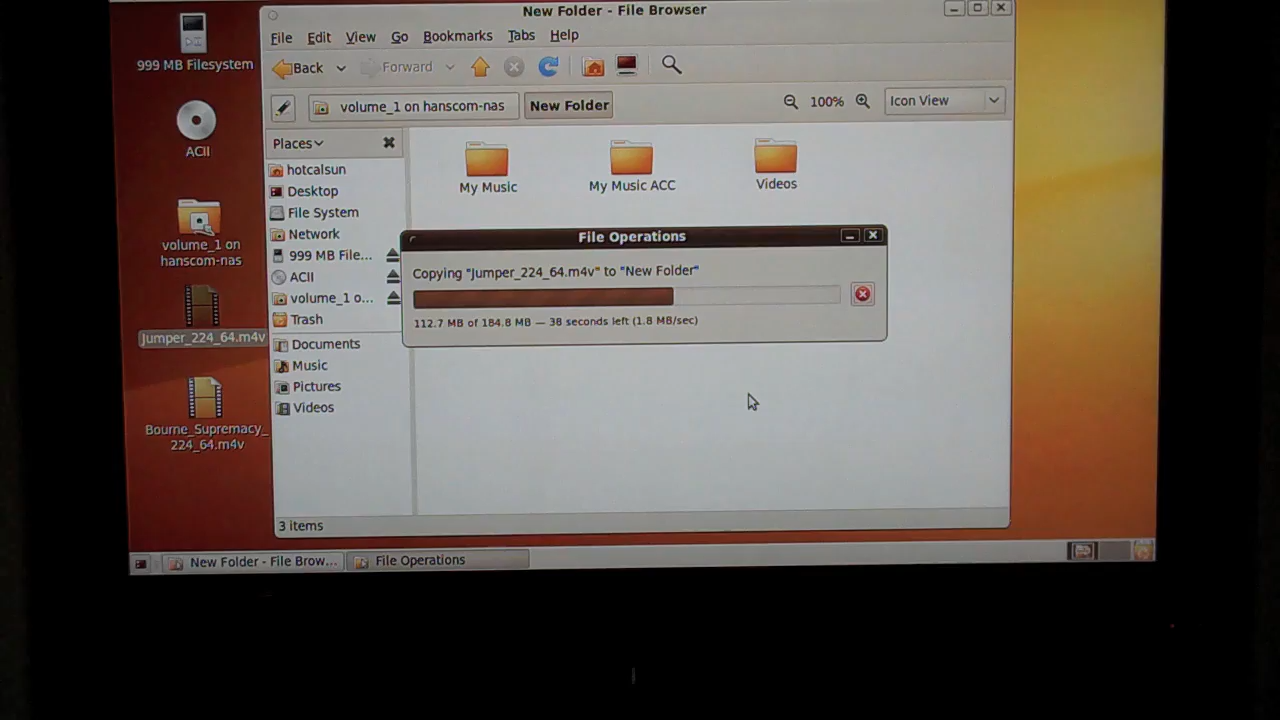 New Folder - File Browser
File Edit View Go Bookmarks Tabs Help
Back Forward
volume_1 on hanscom-nas New Folder 100% Icon View
Places
hotcalsun
Desktop
File System
Network
999 MB File...
ACII
volume_1 o...
Trash
Documents
Music
Pictures
Videos
My Music
My Music ACC
Videos
File Operations
Copying "Jumper_224_64.m4v" to "New Folder"
112.7 MB of 184.8 MB — 38 seconds left (1.8 MB/sec)
3 items
999 MB Filesystem
ACII
volume_1 on
hanscom-nas
Jumper_224_64.m4v
Bourne_Supremacy_
224_64.m4v
New Folder - File Brow...
File Operations